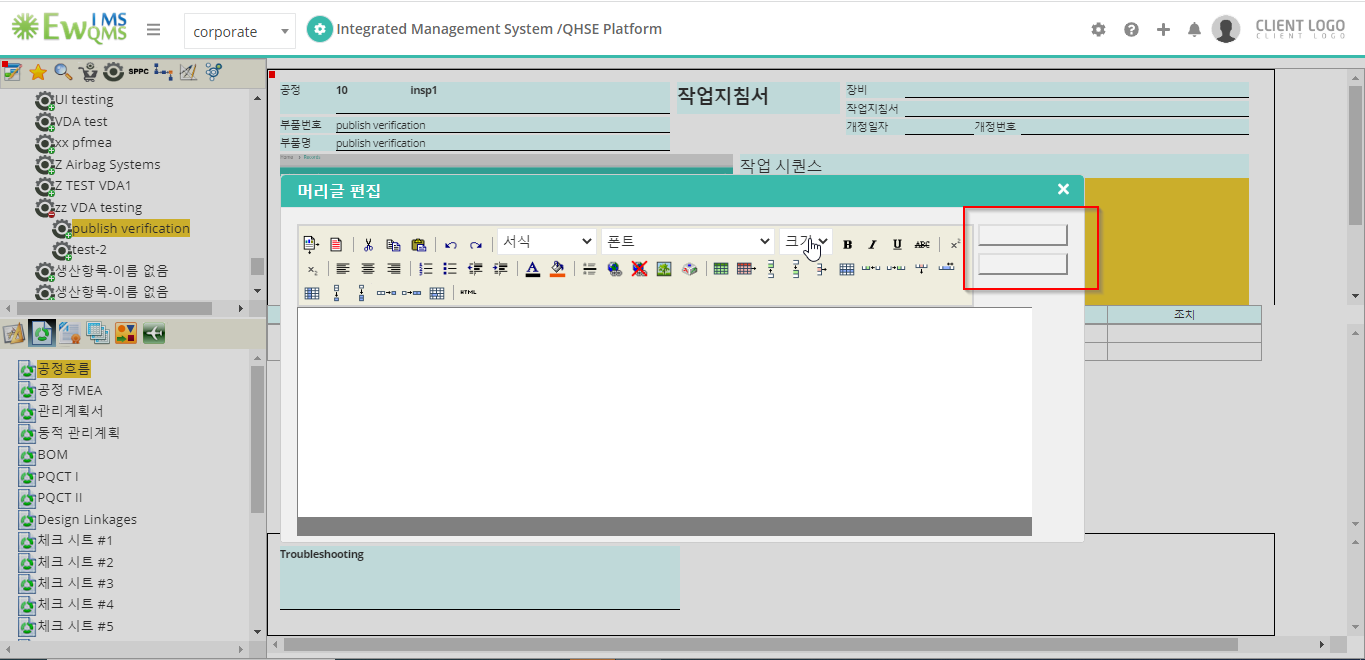 EwQMS IMS
corporate
Integrated Management System /QHSE Platform
CLIENT LOGO
CLIENT LOGO
SPPC
UI testing
VDA test
xx pfmea
Z Airbag Systems
Z TEST VDA1
zz VDA testing
publish verification
test-2
생산항목-이름 없음
생산항목-이름 없음
공정흐름
공정 FMEA
관리계획서
동적 관리계획
BOM
PQCT I
PQCT II
Design Linkages
체크 시트 #1
체크 시트 #2
체크 시트 #3
체크 시트 #4
체크 시트 #5
공정 10 insp1
작업지침서
장비
작업지침서
개정일자 개정번호
부품번호 publish verification
부품명 publish verification
Home > Records
작업 시퀀스
머리글 편집
서식 폰트 크기
B I U ABC x²
x₂
A
HTML
조치
Troubleshooting